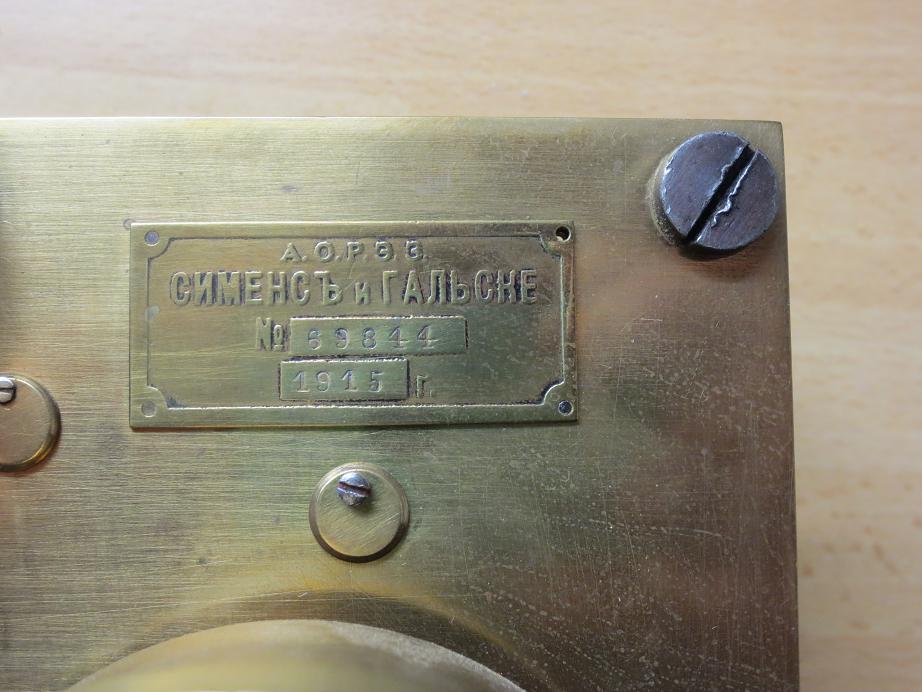 А.О.Р.Э.З.
СИМЕНСЪ и ГАЛЬСКЕ
№ 69844
1915 г.